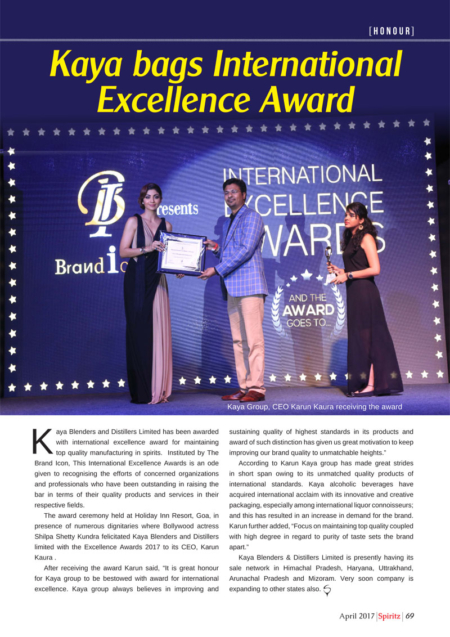 [HONOUR]
Kaya bags International
Excellence Award
Presents
Brand Ic
INTERNATIONAL
EXCELLENCE
AWARDS
AND THE
AWARD
GOES TO...
Kaya Group, CEO Karun Kaura receiving the award
Kaya Blenders and Distillers Limited has been awarded
with international excellence award for maintaining
top quality manufacturing in spirits. Instituted by The
Brand Icon, This International Excellence Awards is an ode
given to recognising the efforts of concerned organizations
and professionals who have been outstanding in raising the
bar in terms of their quality products and services in their
respective fields.
The award ceremony held at Holiday Inn Resort, Goa, in
presence of numerous dignitaries where Bollywood actress
Shilpa Shetty Kundra felicitated Kaya Blenders and Distillers
limited with the Excellence Awards 2017 to its CEO, Karun
Kaura .
After receiving the award Karun said, "It is great honour
for Kaya group to be bestowed with award for international
excellence. Kaya group always believes in improving and
sustaining quality of highest standards in its products and
award of such distinction has given us great motivation to keep
improving our brand quality to unmatchable heights."
According to Karun Kaya group has made great strides
in short span owing to its unmatched quality products of
international standards. Kaya alcoholic beverages have
acquired international acclaim with its innovative and creative
packaging, especially among international liquor connoisseurs;
and this has resulted in an increase in demand for the brand.
Karun further added, "Focus on maintaining top quality coupled
with high degree in regard to purity of taste sets the brand
apart."
Kaya Blenders & Distillers Limited is presently having its
sale network in Himachal Pradesh, Haryana, Uttrakhand,
Arunachal Pradesh and Mizoram. Very soon company is
expanding to other states also.
April 2017 | Spiritz | 69